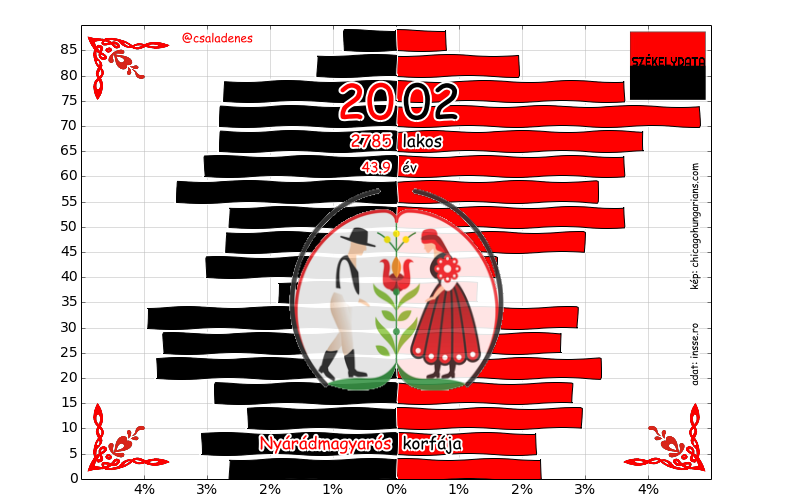 @csaladenes
SZÉKELYDATA
2002
2785 lakos
43.9 év
kép: chicagohungarians.com
adat: insse.ro
Nyárádmagyarós korfája
85
80
75
70
65
60
55
50
45
40
35
30
25
20
15
10
5
0
4% 3% 2% 1% 0% 1% 2% 3% 4%